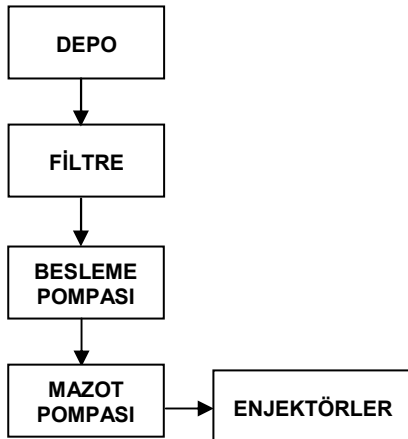 DEPO
FİLTRE
BESLEME
POMPASI
MAZOT
POMPASI
ENJEKTÖRLER